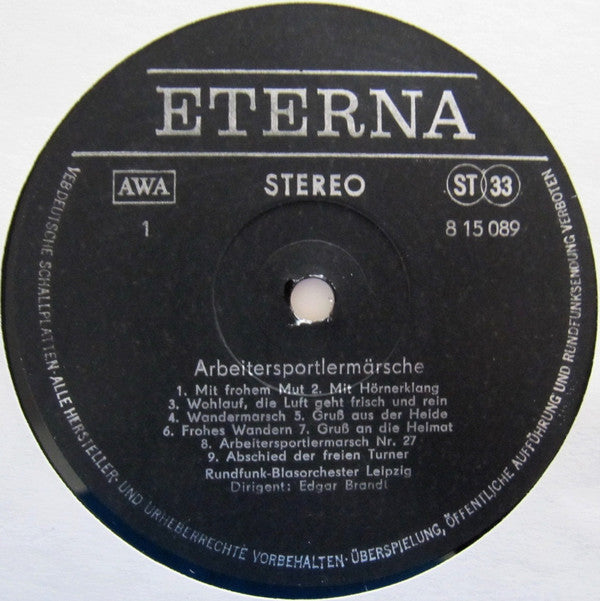 ETERNA
AWA
STEREO
ST 33
1
8 15 089
Arbeitersportlermärsche
1. Mit frohem Mut 2. Mit Hörnerklang
3. Wohlauf, die Luft geht frisch und rein
4. Wandermarsch 5. Gruß aus der Heide
6. Frohes Wandern 7. Gruß an die Heimat
8. Arbeitersportlermarsch Nr. 27
9. Abschied der freien Turner
Rundfunk-Blasorchester Leipzig
Dirigent: Edgar Brandl
VEB DEUTSCHE SCHALLPLATTEN · ALLE HERSTELLER- UND URHEBERRECHTE VORBEHALTEN · ÜBERSPIELUNG, ÖFFENTLICHE AUFFÜHRUNG UND RUNDFUNKSENDUNG VERBOTEN